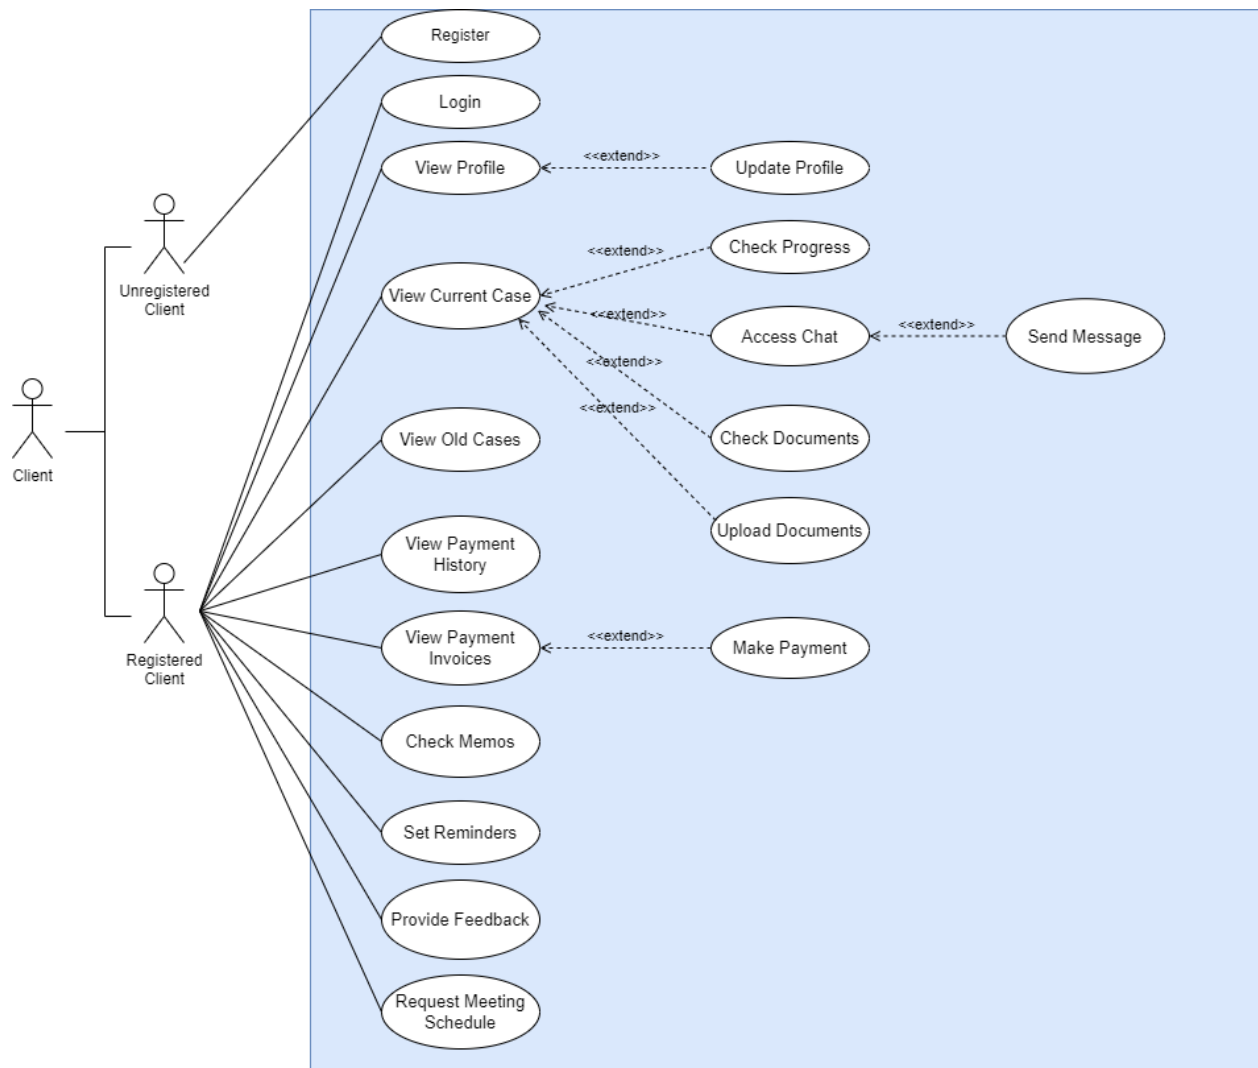 Register
Login
View Profile
<<extend>>
Update Profile
Unregistered
Client
View Current Case
<<extend>>
Check Progress
<<extend>>
Access Chat
<<extend>>
Send Message
<<extend>>
Check Documents
<<extend>>
Upload Documents
Client
View Old Cases
View Payment
History
Registered
Client
View Payment
Invoices
<<extend>>
Make Payment
Check Memos
Set Reminders
Provide Feedback
Request Meeting
Schedule